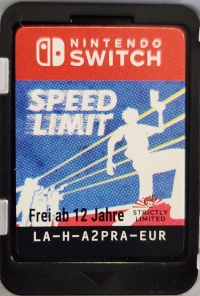 NINTENDO
SWITCH
SPEED
LIMIT
Frei ab 12 Jahre
STRICTLY
LIMITED
LA-H-A2PRA-EUR